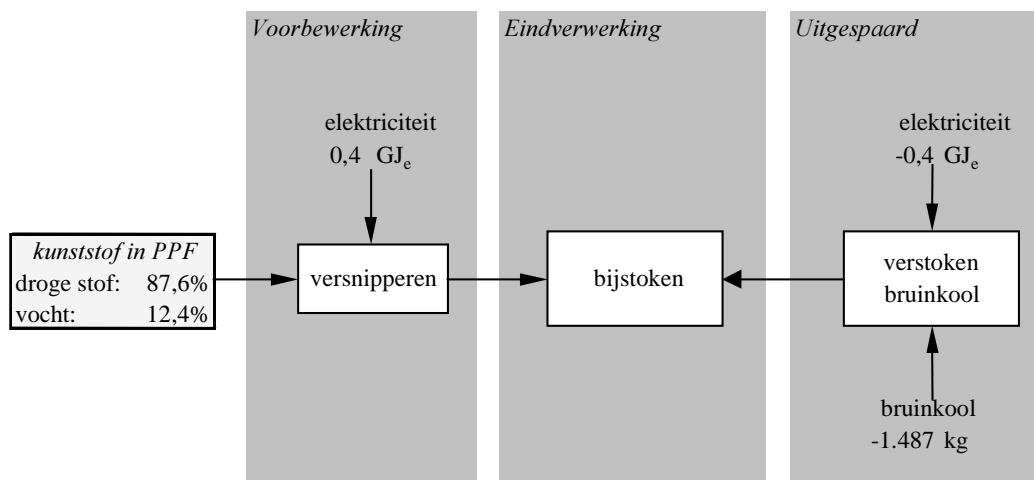 Voorbewerking
Eindverwerking
Uitgespaard
elektriciteit
0,4 GJe
elektriciteit
-0,4 GJe
kunststof in PPF
droge stof: 87,6%
vocht: 12,4%
versnipperen
bijstoken
verstoken
bruinkool
bruinkool
-1.487 kg